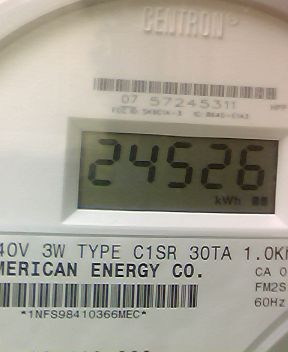 CENTRON
07 57245311
24526
kWh
40V 3W TYPE C1SR 30TA 1.0K
MERICAN ENERGY CO.
CA 0
FM2S
60Hz
*1NFS98410366MEC*